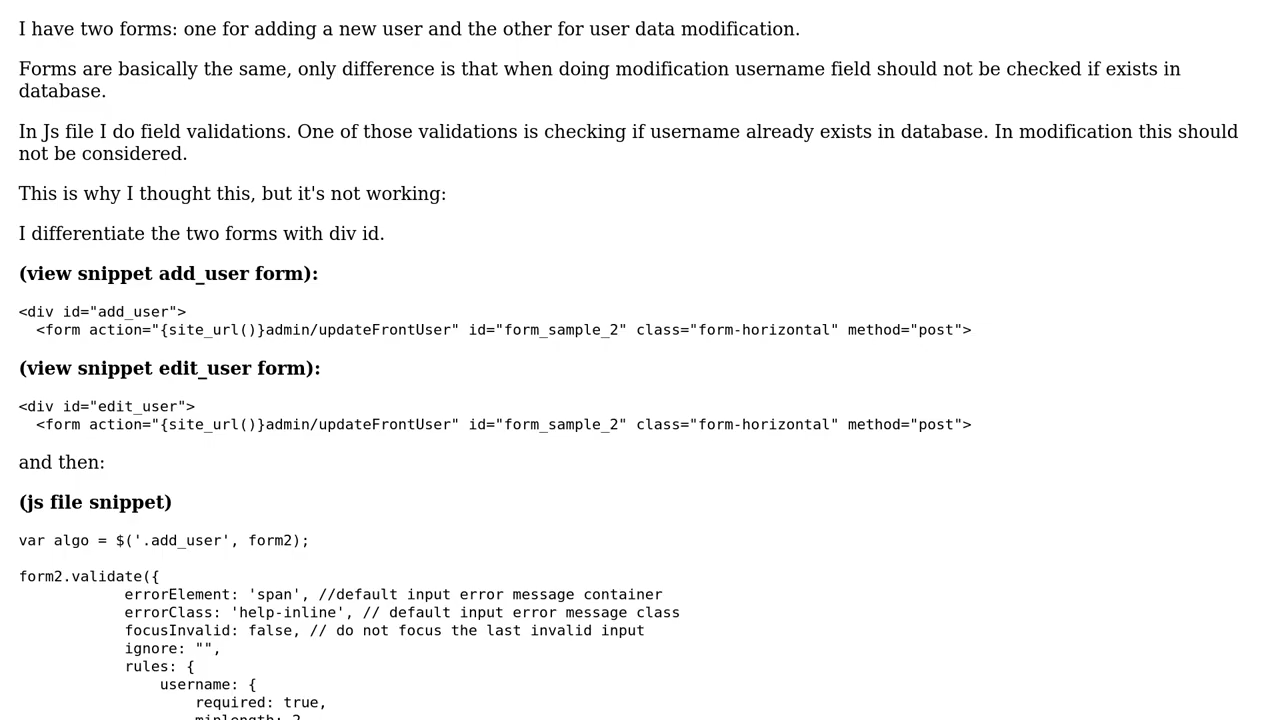 I have two forms: one for adding a new user and the other for user data modification.
Forms are basically the same, only difference is that when doing modification username field should not be checked if exists in
database.
In Js file I do field validations. One of those validations is checking if username already exists in database. In modification this should
not be considered.
This is why I thought this, but it's not working:
I differentiate the two forms with div id.
(view snippet add_user form):
<div id="add_user">
  <form action="{site_url()}admin/updateFrontUser" id="form_sample_2" class="form-horizontal" method="post">
(view snippet edit_user form):
<div id="edit_user">
  <form action="{site_url()}admin/updateFrontUser" id="form_sample_2" class="form-horizontal" method="post">
and then:
(js file snippet)
var algo = $('.add_user', form2);
form2.validate({
            errorElement: 'span', //default input error message container
            errorClass: 'help-inline', // default input error message class
            focusInvalid: false, // do not focus the last invalid input
            ignore: "",
            rules: {
                username: {
                    required: true,
                    minlength: 2